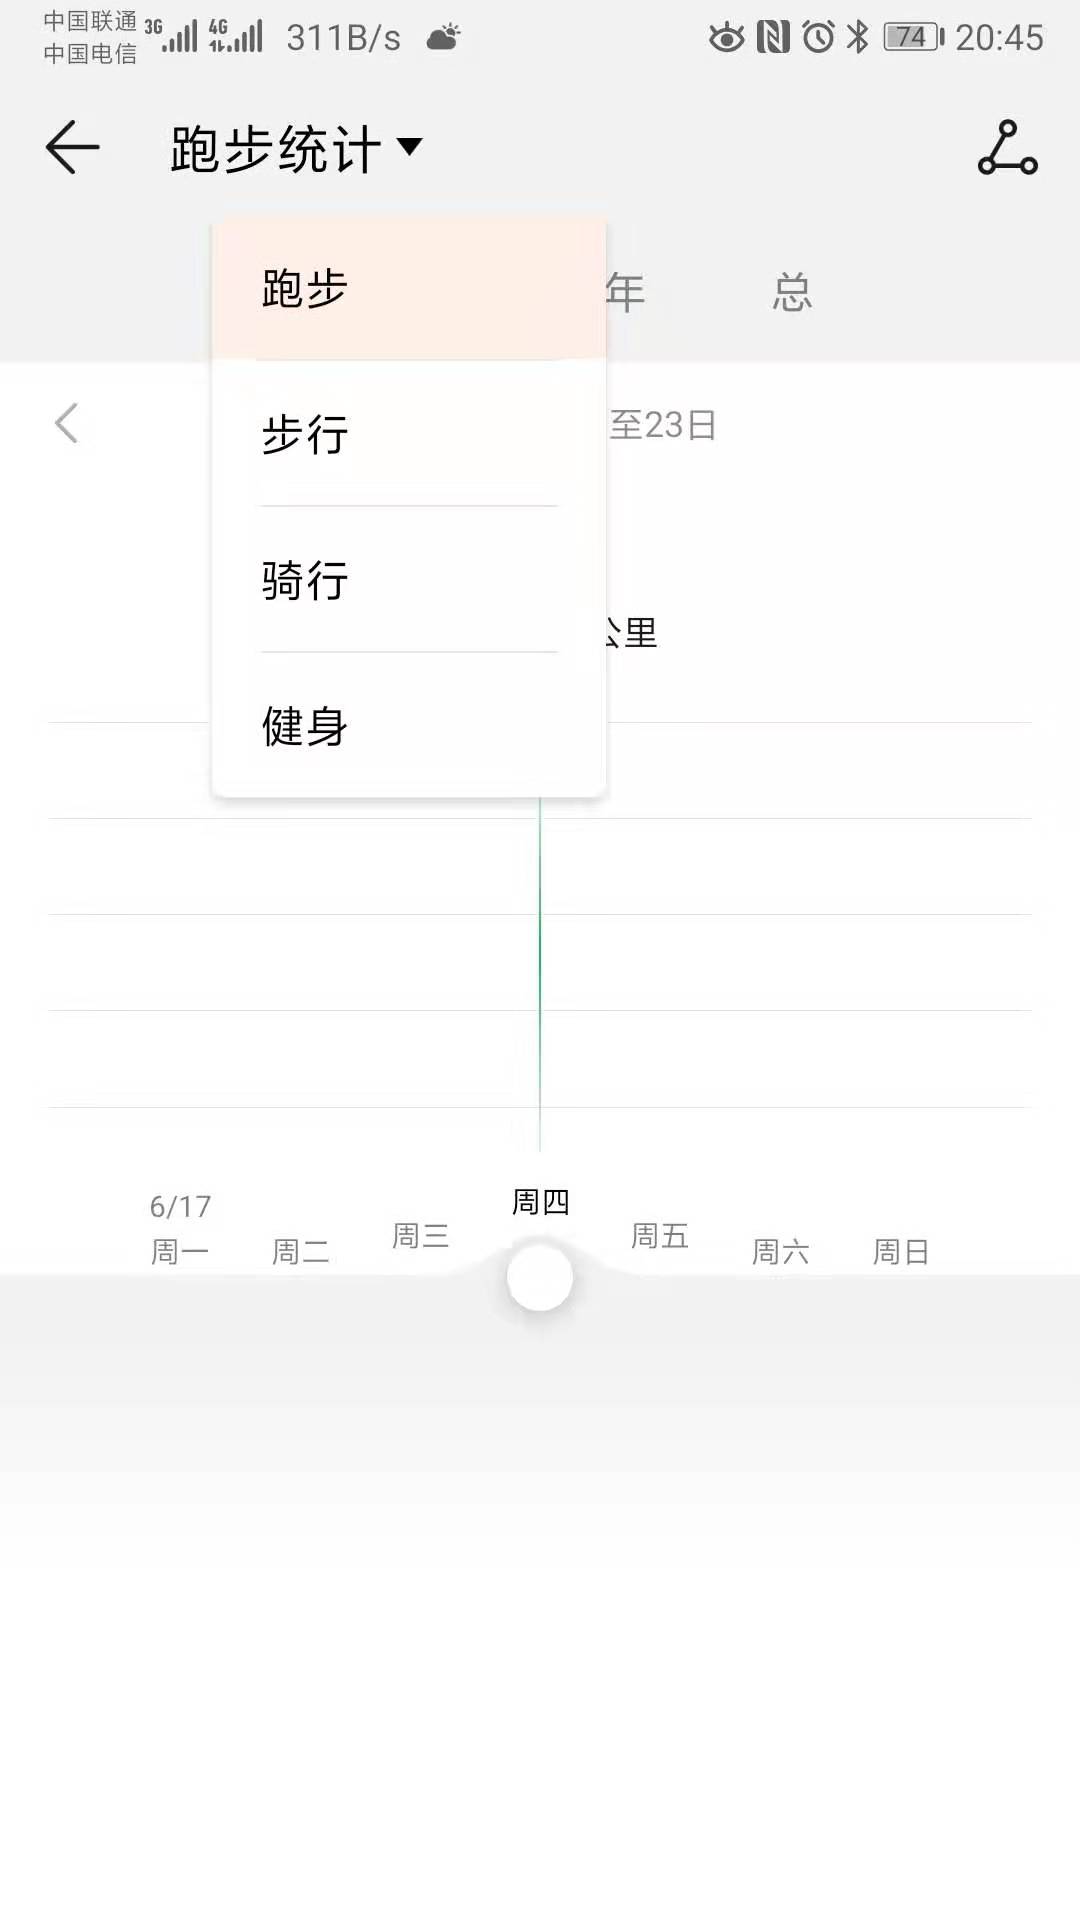 中国联通 3G 4G 311B/s 74 20:45
中国电信
跑步统计
跑步
年 总
步行
至23日
骑行
公里
健身
6/17
周一 周二 周三 周四 周五 周六 周日